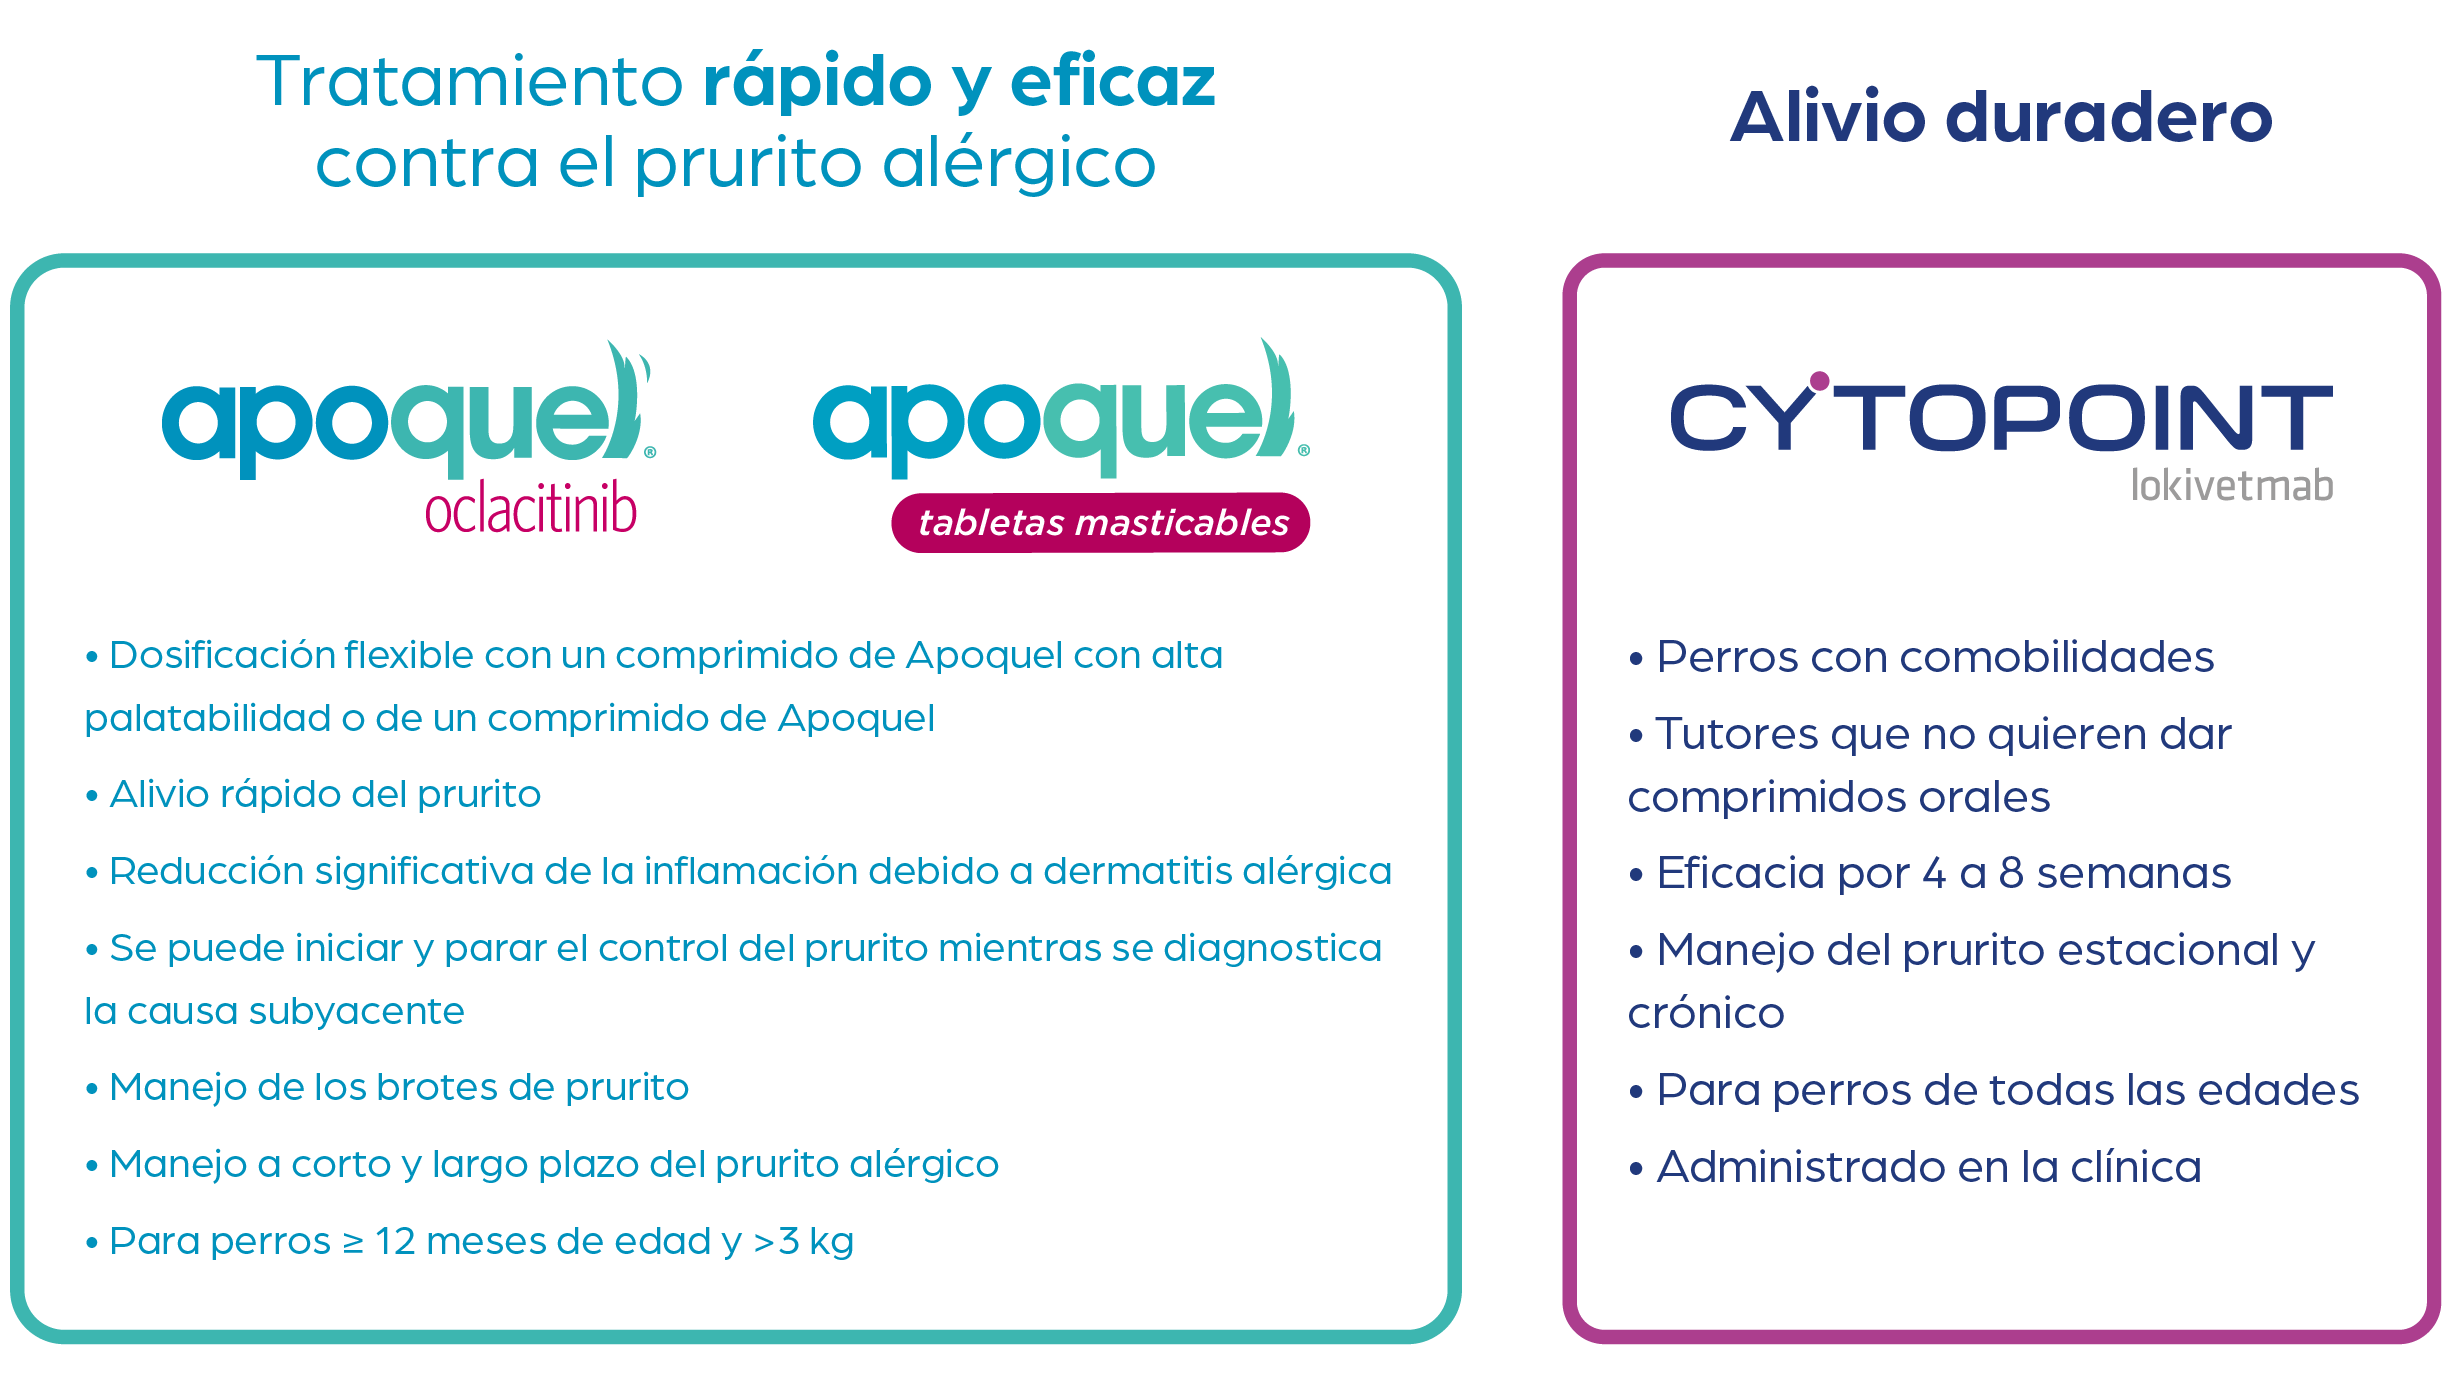 Tratamiento rápido y eficaz
contra el prurito alérgico
apoquel®
oclacitinib
apoquel®
tabletas masticables
• Dosificación flexible con un comprimido de Apoquel con alta
palatabilidad o de un comprimido de Apoquel
• Alivio rápido del prurito
• Reducción significativa de la inflamación debido a dermatitis alérgica
• Se puede iniciar y parar el control del prurito mientras se diagnostica
la causa subyacente
• Manejo de los brotes de prurito
• Manejo a corto y largo plazo del prurito alérgico
• Para perros ≥ 12 meses de edad y >3 kg
Alivio duradero
CYTOPOINT
lokivetmab
• Perros con comobilidades
• Tutores que no quieren dar
comprimidos orales
• Eficacia por 4 a 8 semanas
• Manejo del prurito estacional y
crónico
• Para perros de todas las edades
• Administrado en la clínica